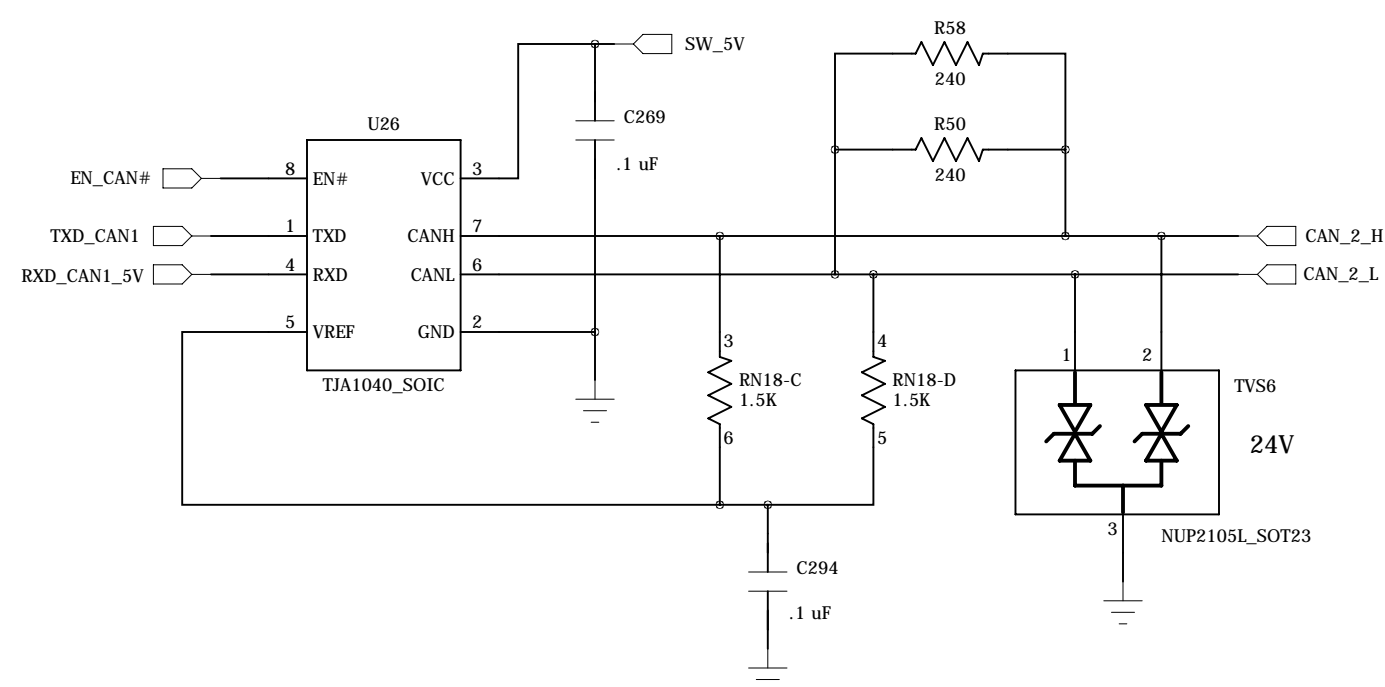 R58
240
SW_5V
R50
240
C269
.1 uF
U26
EN_CAN#
8
EN#
VCC
3
TXD_CAN1
1
TXD
CANH
7
CAN_2_H
RXD_CAN1_5V
4
RXD
CANL
6
CAN_2_L
5
VREF
GND
2
TJA1040_SOIC
3
RN18-C
1.5K
6
4
RN18-D
1.5K
5
1
2
TVS6
24V
3
NUP2105L_SOT23
C294
.1 uF